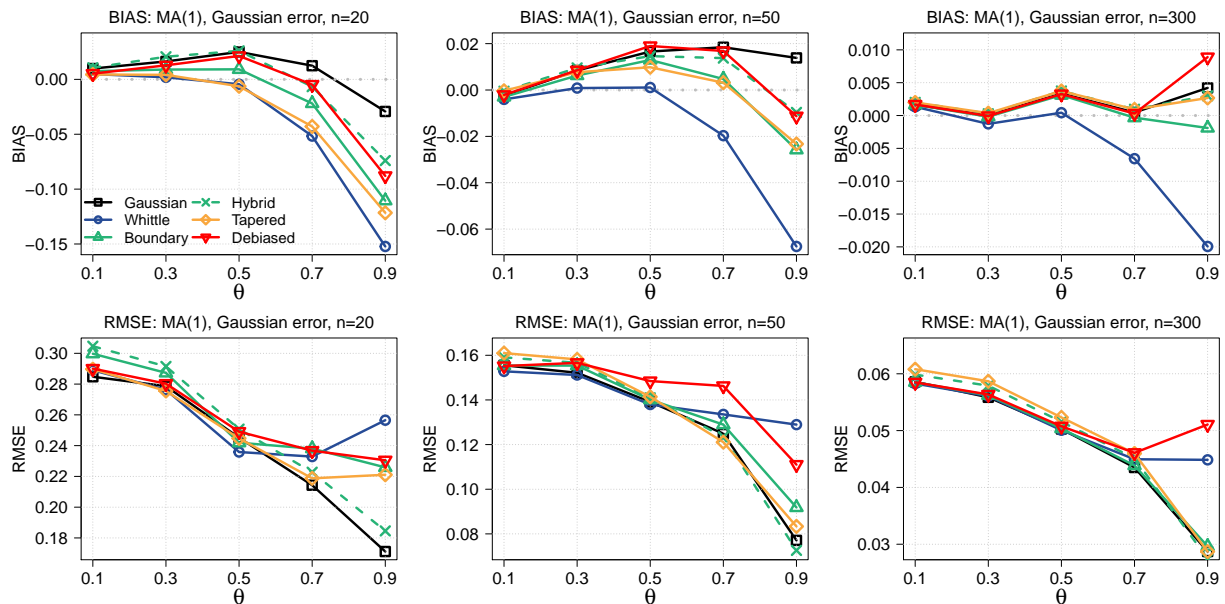 BIAS: MA(1), Gaussian error, n=20
BIAS
0.00
−0.05
−0.10
−0.15
Gaussian
Whittle
Boundary
Hybrid
Tapered
Debiased
0.1 0.3 0.5 0.7 0.9
θ
BIAS: MA(1), Gaussian error, n=50
BIAS
0.02
0.00
−0.02
−0.04
−0.06
0.1 0.3 0.5 0.7 0.9
θ
BIAS: MA(1), Gaussian error, n=300
BIAS
0.010
0.005
0.000
−0.005
−0.010
−0.015
−0.020
0.1 0.3 0.5 0.7 0.9
θ
RMSE: MA(1), Gaussian error, n=20
RMSE
0.30
0.28
0.26
0.24
0.22
0.20
0.18
0.1 0.3 0.5 0.7 0.9
θ
RMSE: MA(1), Gaussian error, n=50
RMSE
0.16
0.14
0.12
0.10
0.08
0.1 0.3 0.5 0.7 0.9
θ
RMSE: MA(1), Gaussian error, n=300
RMSE
0.06
0.05
0.04
0.03
0.1 0.3 0.5 0.7 0.9
θ